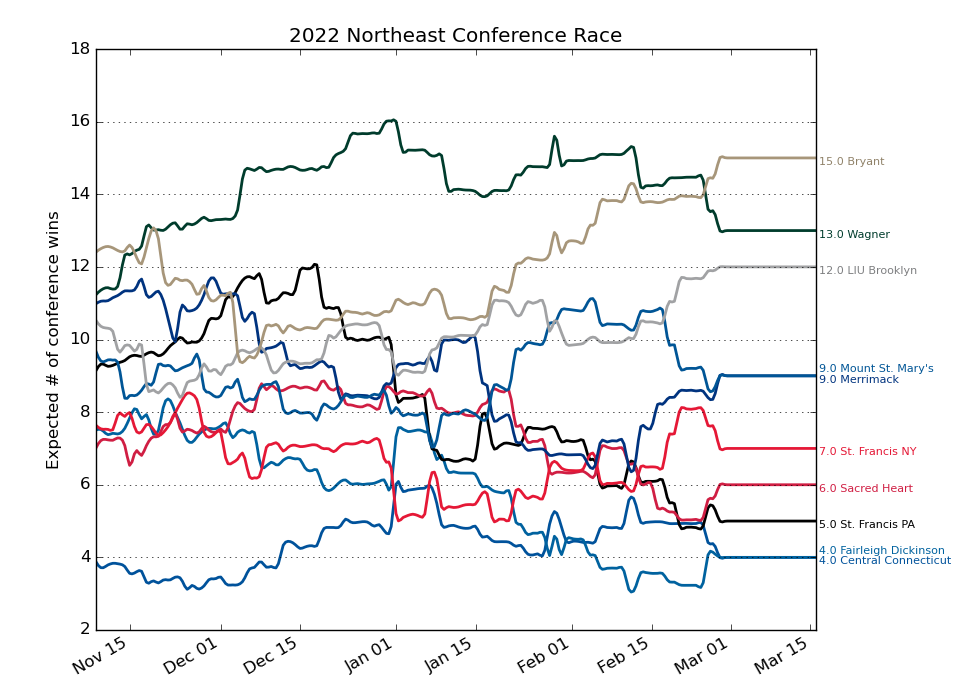 2022 Northeast Conference Race
Expected # of conference wins
18
16
14
12
10
8
6
4
2
Nov 15
Dec 01
Dec 15
Jan 01
Jan 15
Feb 01
Feb 15
Mar 01
Mar 15
15.0 Bryant
13.0 Wagner
12.0 LIU Brooklyn
9.0 Mount St. Mary's
9.0 Merrimack
7.0 St. Francis NY
6.0 Sacred Heart
5.0 St. Francis PA
4.0 Fairleigh Dickinson
4.0 Central Connecticut